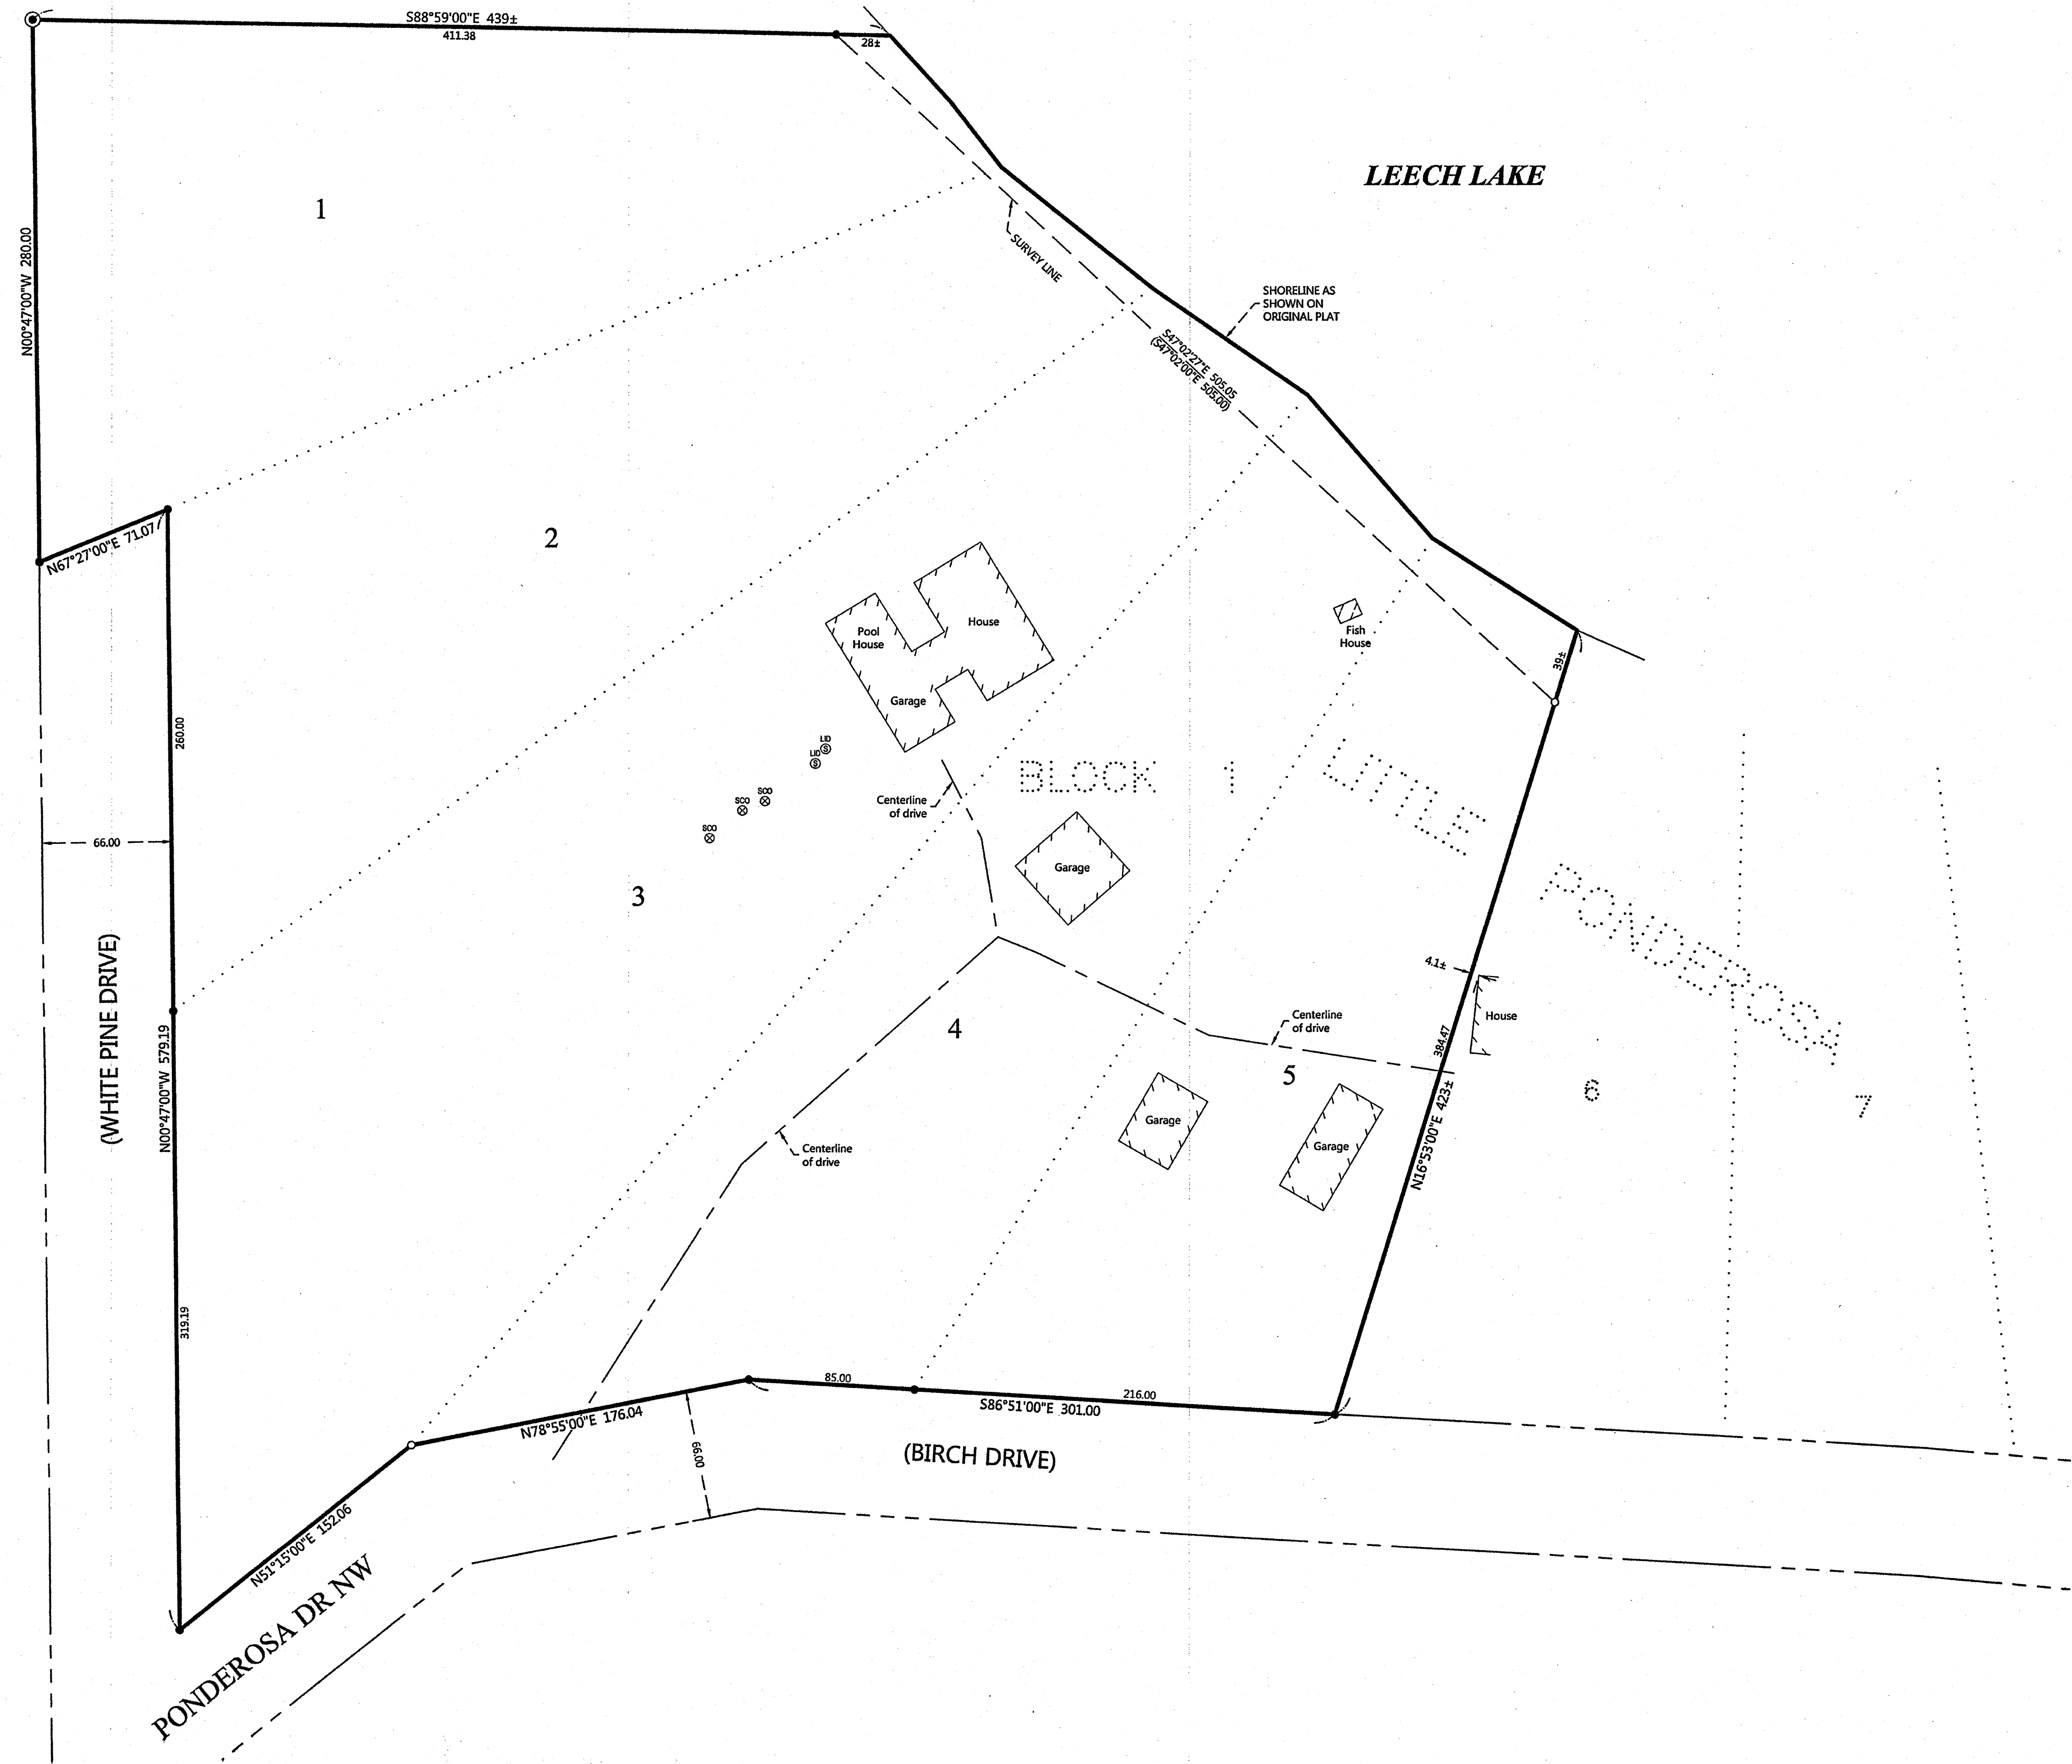 S88°59'00"E 439±
411.38
28±
LEECH LAKE
1
N00°47'00"W 280.00
SURVEY LINE
SHORELINE AS
SHOWN ON
ORIGINAL PLAT
S47°02'27"E 505.05
(S47°02'00"E 505.00)
N67°27'00"E 71.07
2
House
Pool
House
Garage
Fish
House
39±
260.00
LID
S
LID
S
SCO
SCO
SCO
Centerline
of drive
BLOCK 1
LITTLE
PONDEROSA
66.00
Garage
3
(WHITE PINE DRIVE)
4.1±
House
384.47
4
Centerline
of drive
5
6
7
N00°47'00"W 579.19
Garage
Garage
N16°53'00"E 423±
Centerline
of drive
319.19
85.00
216.00
S86°51'00"E 301.00
N78°55'00"E 176.04
66.00
(BIRCH DRIVE)
N51°15'00"E 152.06
PONDEROSA DR NW